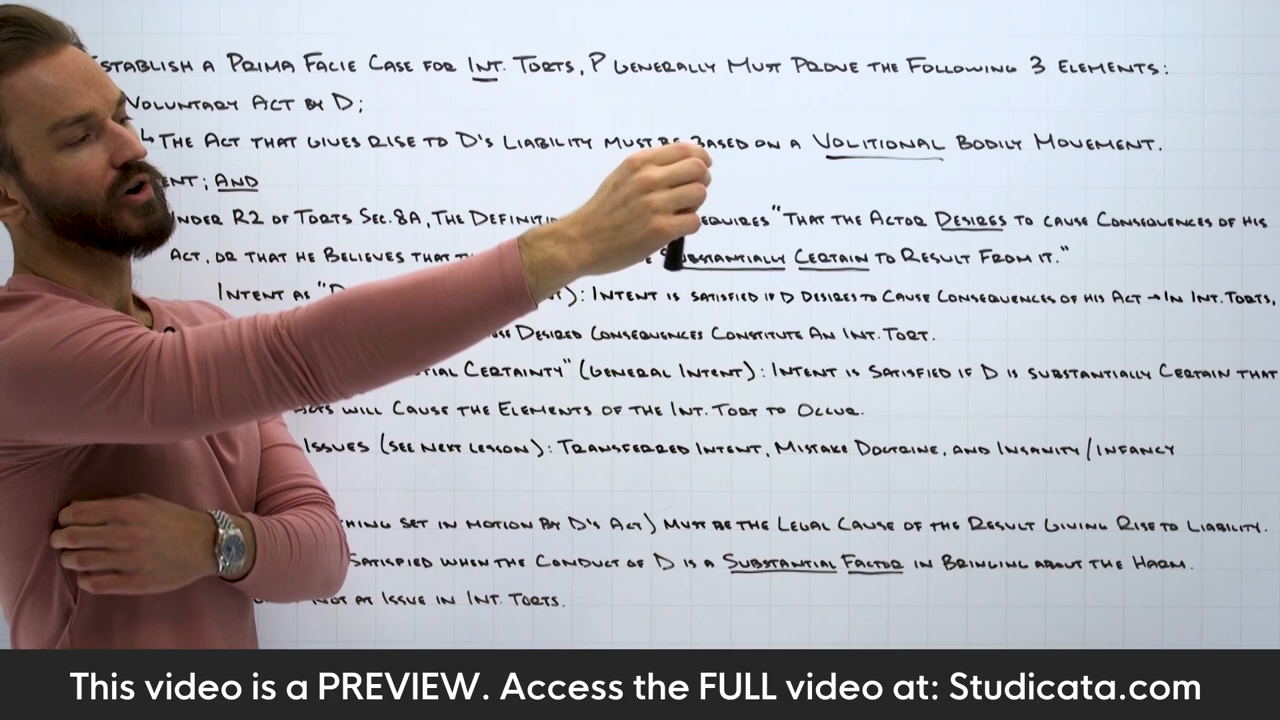 ESTABLISH A PRIMA FACIE CASE FOR INT. TORTS, P GENERALLY MUST PROVE THE FOLLOWING 3 ELEMENTS:
VOLUNTARY ACT BY D;
↳ THE ACT THAT GIVES RISE TO D'S LIABILITY MUST BE BASED ON A VOLITIONAL BODILY MOVEMENT.
ENT; AND
UNDER R2 OF TORTS SEC. 8A, THE DEFINITI EQUIRES "THAT THE ACTOR DESIRES TO CAUSE CONSEQUENCES OF HIS
ACT, OR THAT HE BELIEVES THAT SUBSTANTIALLY CERTAIN TO RESULT FROM IT."
INTENT AS "D ): INTENT IS SATISFIED IF D DESIRES TO CAUSE CONSEQUENCES OF HIS ACT → IN INT. TORTS,
DESIRED CONSEQUENCES CONSTITUTE AN INT. TORT.
TIAL CERTAINTY" (GENERAL INTENT): INTENT IS SATISFIED IF D IS SUBSTANTIALLY CERTAIN THAT
WILL CAUSE THE ELEMENTS OF THE INT. TORT TO OCCUR.
ISSUES (SEE NEXT LESSON): TRANSFERRED INTENT, MISTAKE DOCTRINE, AND INSANITY/INFANCY
HING SET IN MOTION BY D'S ACT) MUST BE THE LEGAL CAUSE OF THE RESULT GIVING RISE TO LIABILITY.
SATISFIED WHEN THE CONDUCT OF D IS A SUBSTANTIAL FACTOR IN BRINGING ABOUT THE HARM.
NOT AT ISSUE IN INT. TORTS.
This video is a PREVIEW. Access the FULL video at: Studicata.com